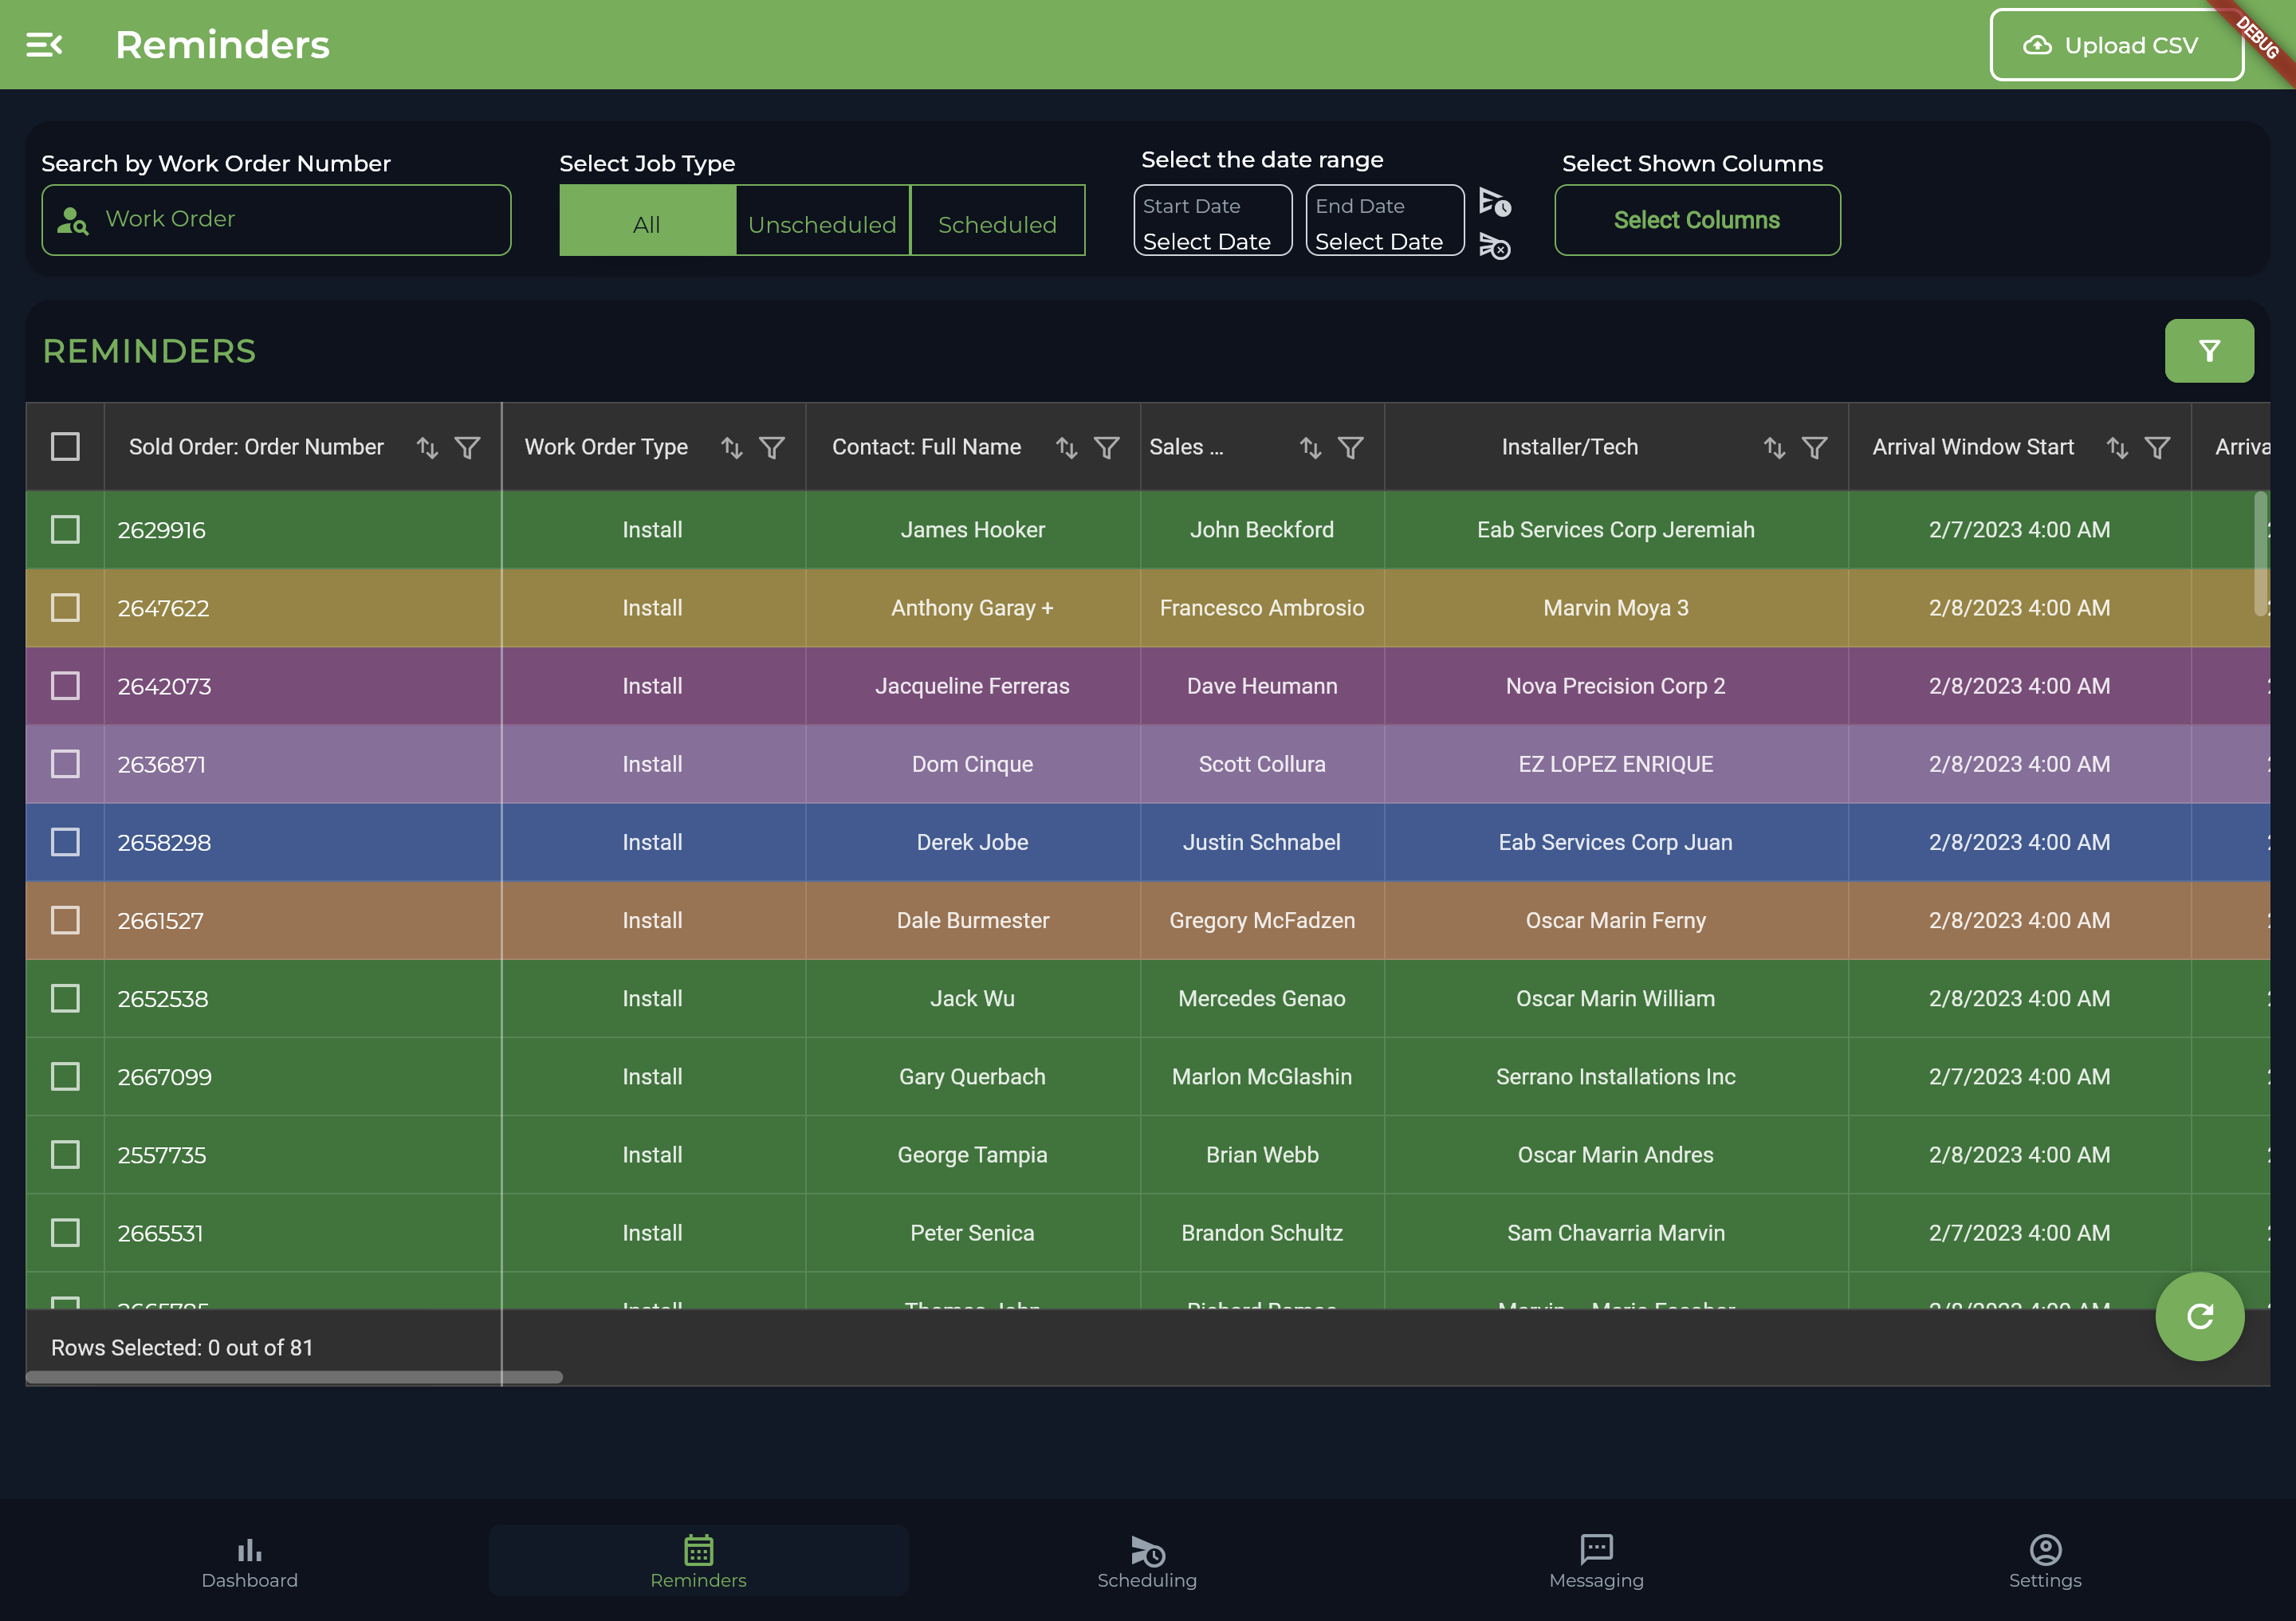 Reminders
Upload CSV
DEBUG
Search by Work Order Number
Work Order
Select Job Type
All
Unscheduled
Scheduled
Select the date range
Start Date
Select Date
End Date
Select Date
Select Shown Columns
Select Columns
REMINDERS
Sold Order: Order Number Work Order Type Contact: Full Name Sales ... Installer/Tech Arrival Window Start Arriva
2629916 Install James Hooker John Beckford Eab Services Corp Jeremiah 2/7/2023 4:00 AM
2647622 Install Anthony Garay + Francesco Ambrosio Marvin Moya 3 2/8/2023 4:00 AM
2642073 Install Jacqueline Ferreras Dave Heumann Nova Precision Corp 2 2/8/2023 4:00 AM
2636871 Install Dom Cinque Scott Collura EZ LOPEZ ENRIQUE 2/8/2023 4:00 AM
2658298 Install Derek Jobe Justin Schnabel Eab Services Corp Juan 2/8/2023 4:00 AM
2661527 Install Dale Burmester Gregory McFadzen Oscar Marin Ferny 2/8/2023 4:00 AM
2652538 Install Jack Wu Mercedes Genao Oscar Marin William 2/8/2023 4:00 AM
2667099 Install Gary Querbach Marlon McGlashin Serrano Installations Inc 2/7/2023 4:00 AM
2557735 Install George Tampia Brian Webb Oscar Marin Andres 2/8/2023 4:00 AM
2665531 Install Peter Senica Brandon Schultz Sam Chavarria Marvin 2/7/2023 4:00 AM
Rows Selected: 0 out of 81
Dashboard
Reminders
Scheduling
Messaging
Settings